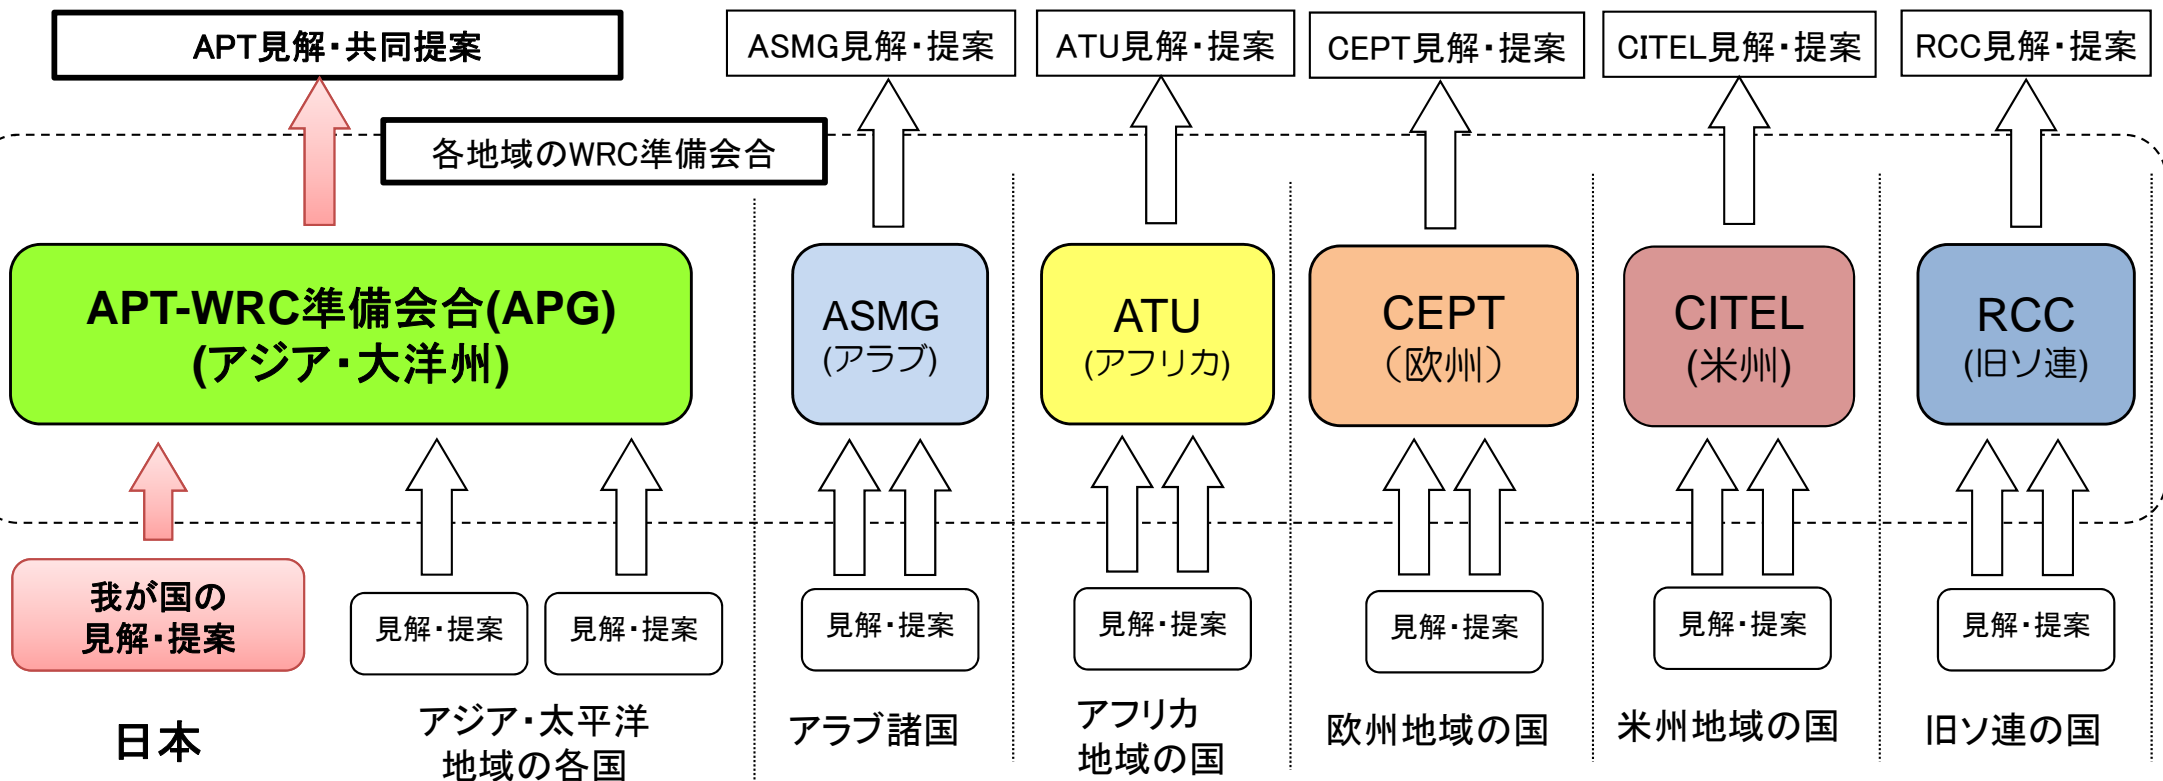 APT見解・共同提案
ASMG見解・提案
ATU見解・提案
CEPT見解・提案
CITEL見解・提案
RCC見解・提案
各地域のWRC準備会合
APT-WRC準備会合(APG)
(アジア・大洋州)
ASMG
(アラブ)
ATU
(アフリカ)
CEPT
（欧州）
CITEL
(米州)
RCC
(旧ソ連)
我が国の
見解・提案
見解・提案
見解・提案
見解・提案
見解・提案
見解・提案
見解・提案
見解・提案
日本
アジア・太平洋
地域の各国
アラブ諸国
アフリカ
地域の国
欧州地域の国
米州地域の国
旧ソ連の国